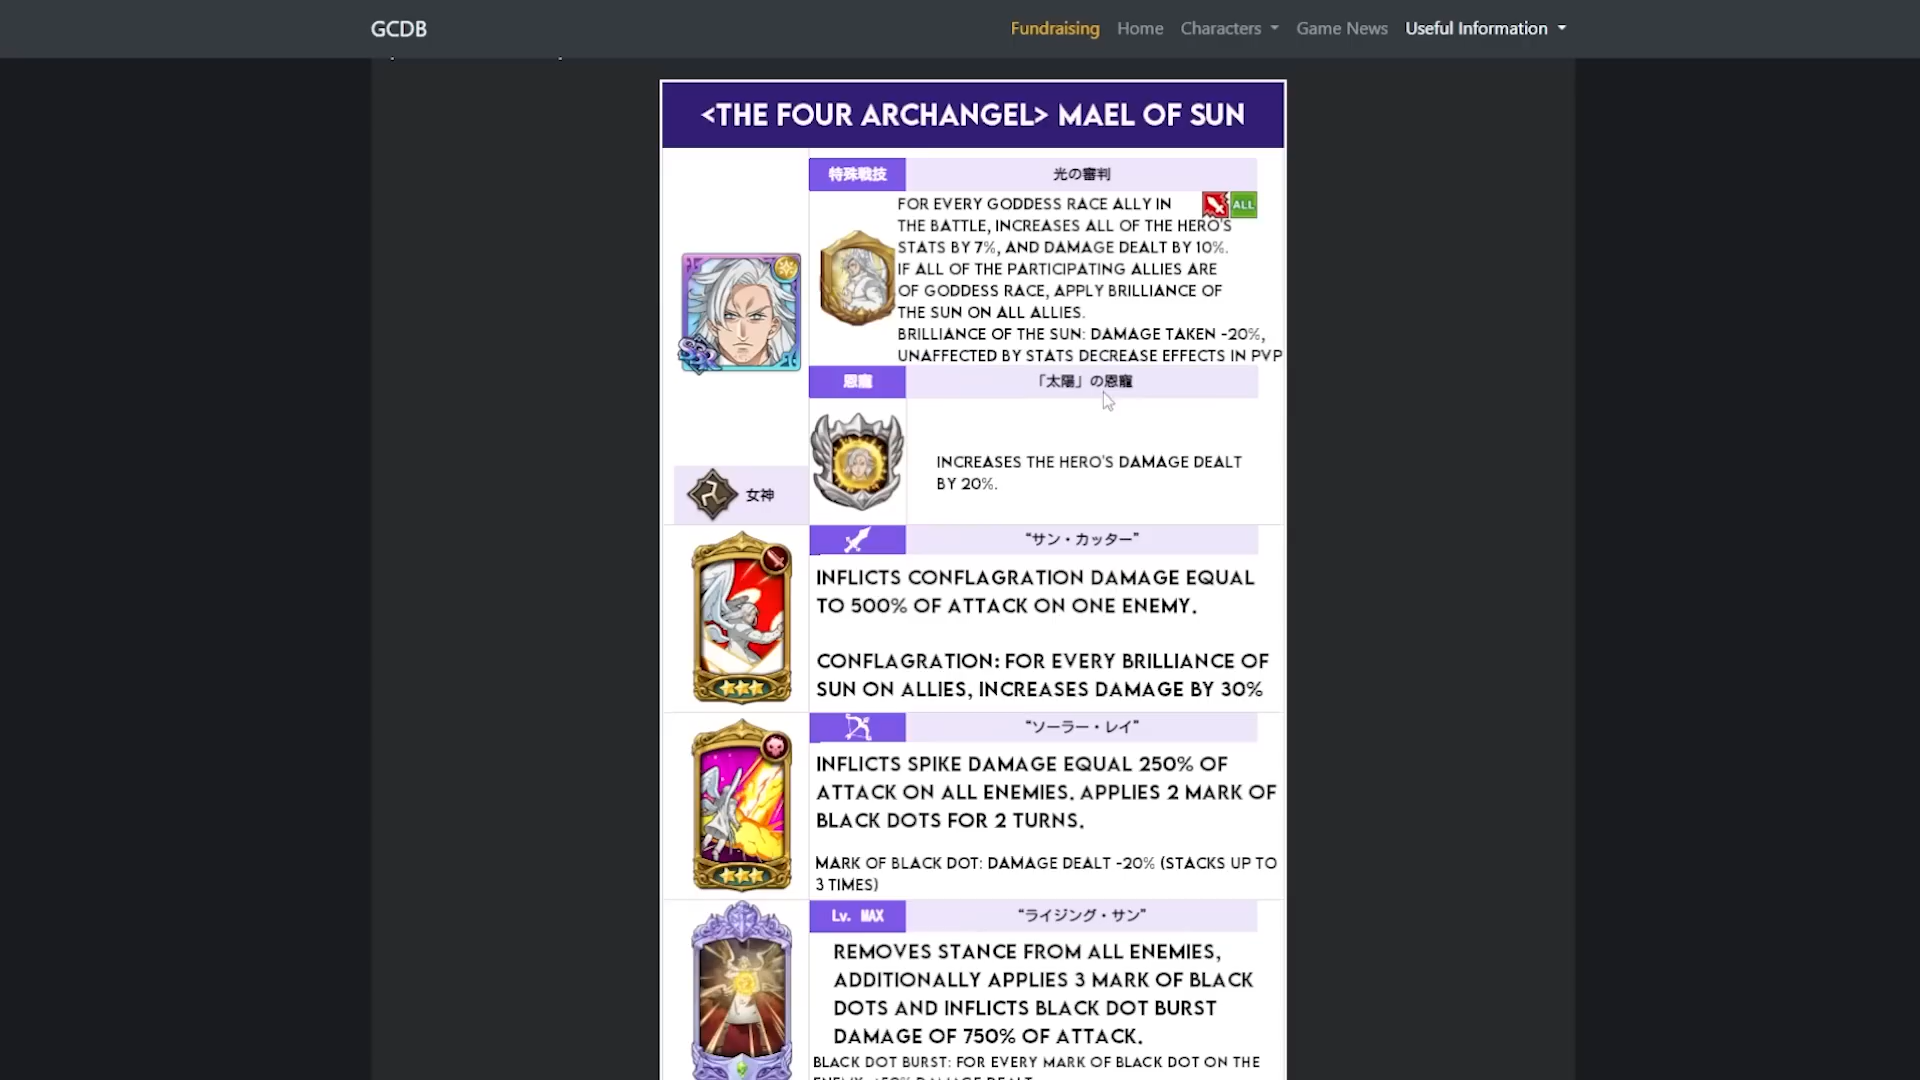 GCDB
Fundraising
Home
Characters
Game News
Useful Information
<THE FOUR ARCHANGEL> MAEL OF SUN
特殊戦技
光の審判
ALL
FOR EVERY GODDESS RACE ALLY IN
THE BATTLE, INCREASES ALL OF THE HERO'S
STATS BY 7%, AND DAMAGE DEALT BY 10%.
IF ALL OF THE PARTICIPATING ALLIES ARE
OF GODDESS RACE, APPLY BRILLIANCE OF
THE SUN ON ALL ALLIES.
BRILLIANCE OF THE SUN: DAMAGE TAKEN -20%,
UNAFFECTED BY STATS DECREASE EFFECTS IN PVP
SSR
恩寵
「太陽」の恩寵
INCREASES THE HERO'S DAMAGE DEALT
BY 20%.
女神
“サン・カッター”
INFLICTS CONFLAGRATION DAMAGE EQUAL
TO 500% OF ATTACK ON ONE ENEMY.
CONFLAGRATION: FOR EVERY BRILLIANCE OF
SUN ON ALLIES, INCREASES DAMAGE BY 30%
“ソーラー・レイ”
INFLICTS SPIKE DAMAGE EQUAL 250% OF
ATTACK ON ALL ENEMIES. APPLIES 2 MARK OF
BLACK DOTS FOR 2 TURNS.
MARK OF BLACK DOT: DAMAGE DEALT -20% (STACKS UP TO
3 TIMES)
Lv. MAX
“ライジング・サン”
REMOVES STANCE FROM ALL ENEMIES,
ADDITIONALLY APPLIES 3 MARK OF BLACK
DOTS AND INFLICTS BLACK DOT BURST
DAMAGE OF 750% OF ATTACK.
BLACK DOT BURST: FOR EVERY MARK OF BLACK DOT ON THE